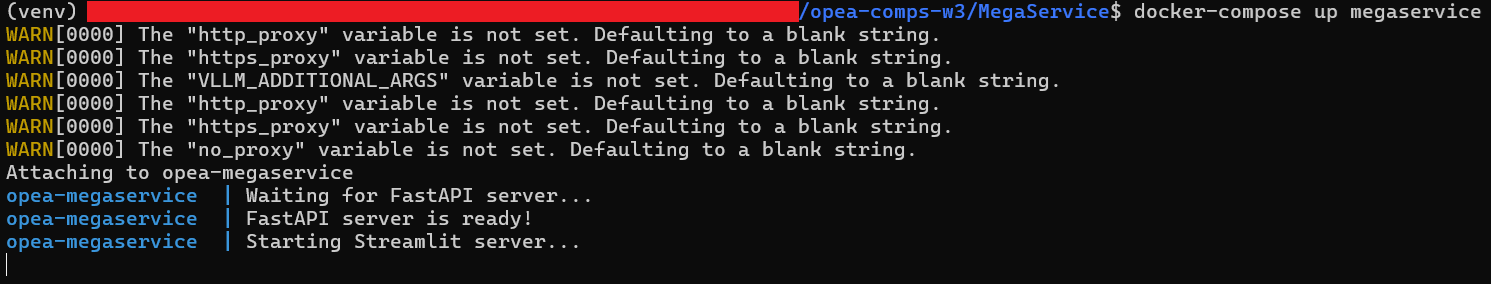 (venv) /opea-comps-w3/MegaService$ docker-compose up megaservice
WARN[0000] The "http_proxy" variable is not set. Defaulting to a blank string.
WARN[0000] The "https_proxy" variable is not set. Defaulting to a blank string.
WARN[0000] The "VLLM_ADDITIONAL_ARGS" variable is not set. Defaulting to a blank string.
WARN[0000] The "http_proxy" variable is not set. Defaulting to a blank string.
WARN[0000] The "https_proxy" variable is not set. Defaulting to a blank string.
WARN[0000] The "no_proxy" variable is not set. Defaulting to a blank string.
Attaching to opea-megaservice
opea-megaservice  | Waiting for FastAPI server...
opea-megaservice  | FastAPI server is ready!
opea-megaservice  | Starting Streamlit server...